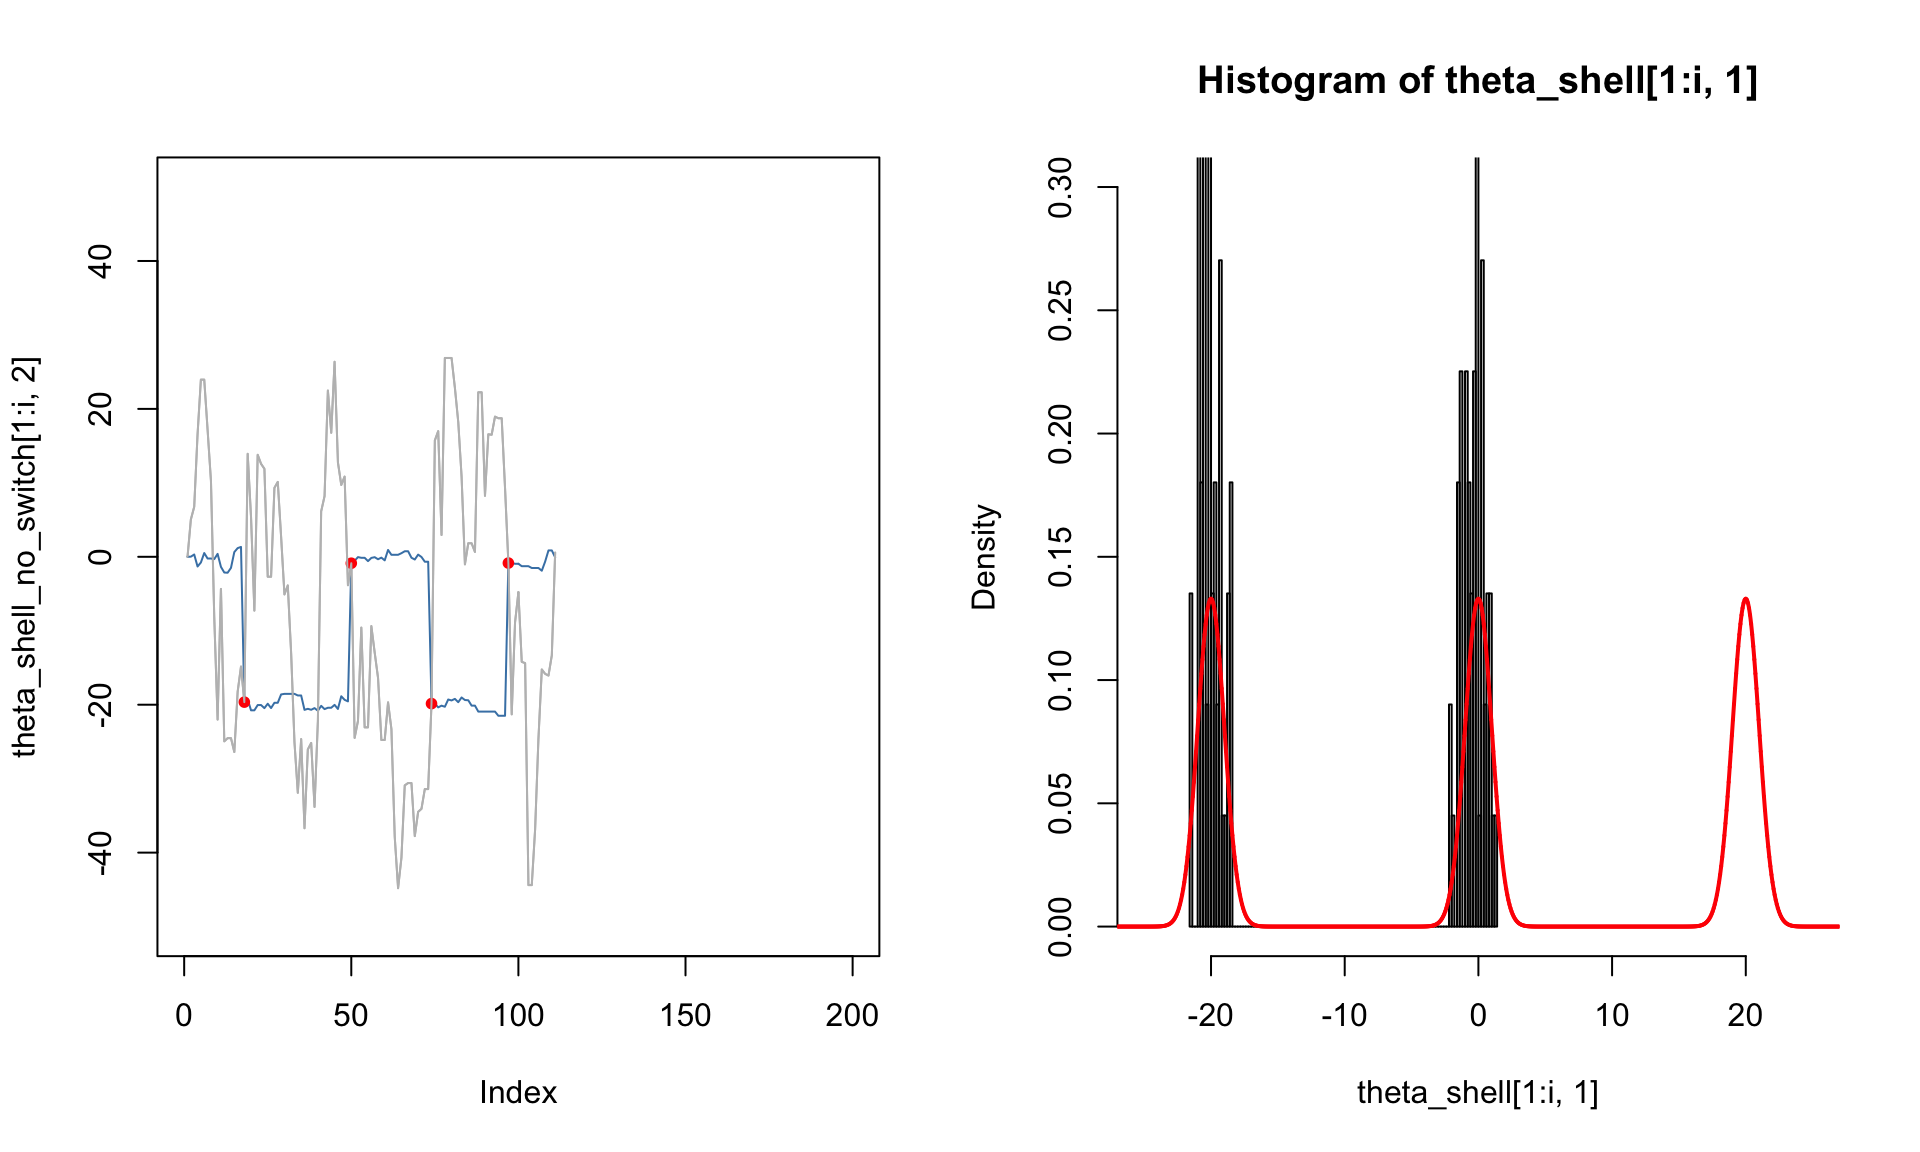 theta_shell_no_switch[1:i, 2]
40
20
0
-20
-40
0 50 100 150 200
Index
Histogram of theta_shell[1:i, 1]
Density
0.30
0.25
0.20
0.15
0.10
0.05
0.00
-20 -10 0 10 20
theta_shell[1:i, 1]